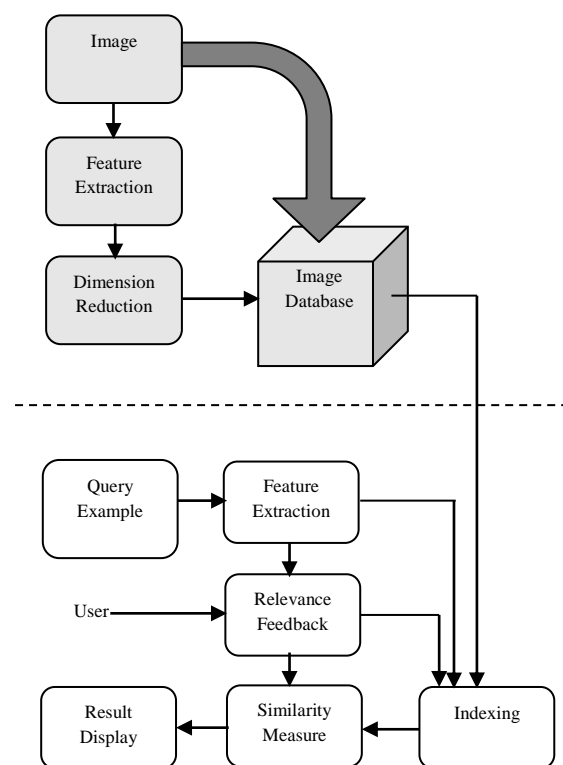 Image
Feature
Extraction
Dimension
Reduction
Image
Database
Query
Example
Feature
Extraction
User
Relevance
Feedback
Result
Display
Similarity
Measure
Indexing